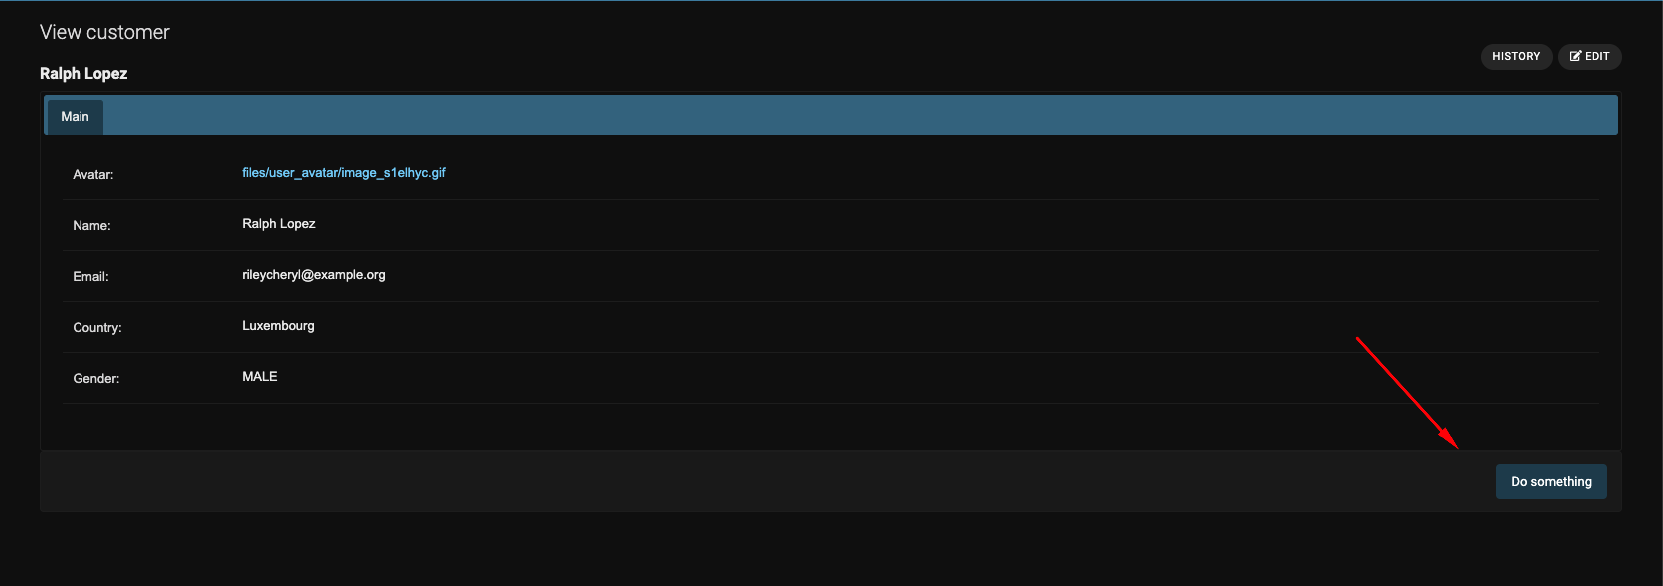 View customer
HISTORY
EDIT
Ralph Lopez
Main
Avatar: files/user_avatar/image_s1elhyc.gif
Name: Ralph Lopez
Email: rileycheryl@example.org
Country: Luxembourg
Gender: MALE
Do something